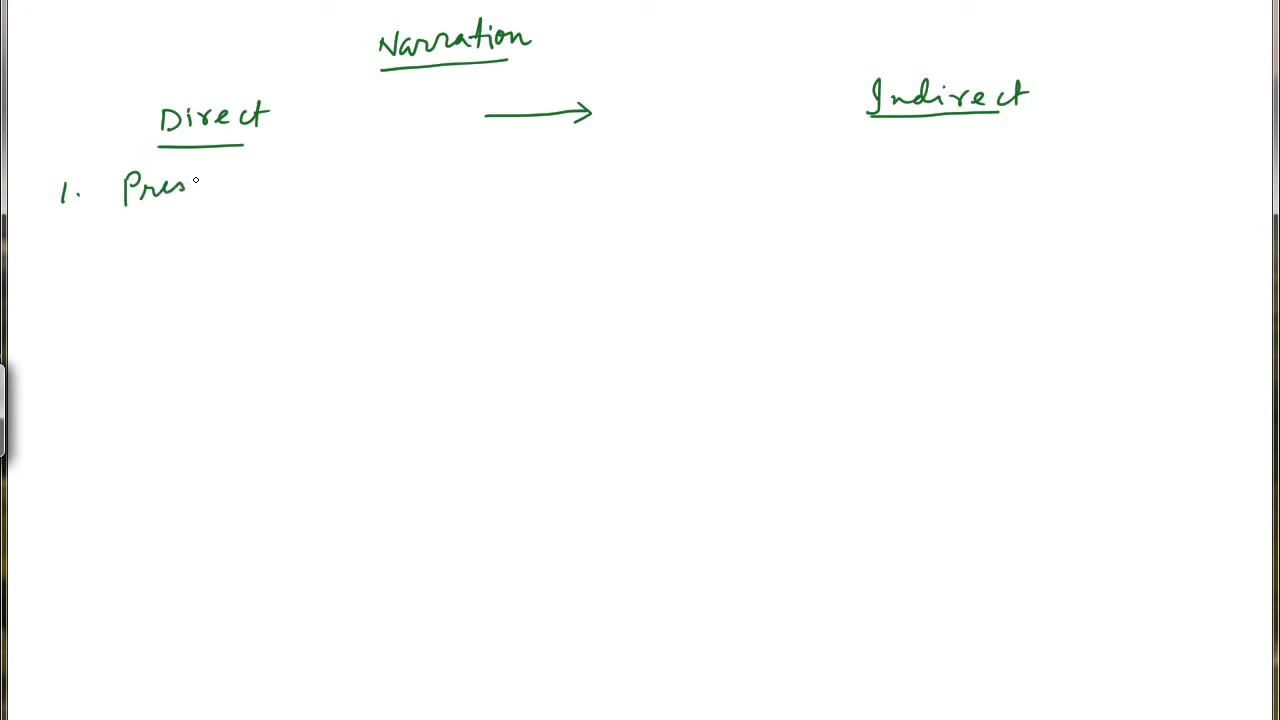 Narration
Direct → Indirect
1. Pres